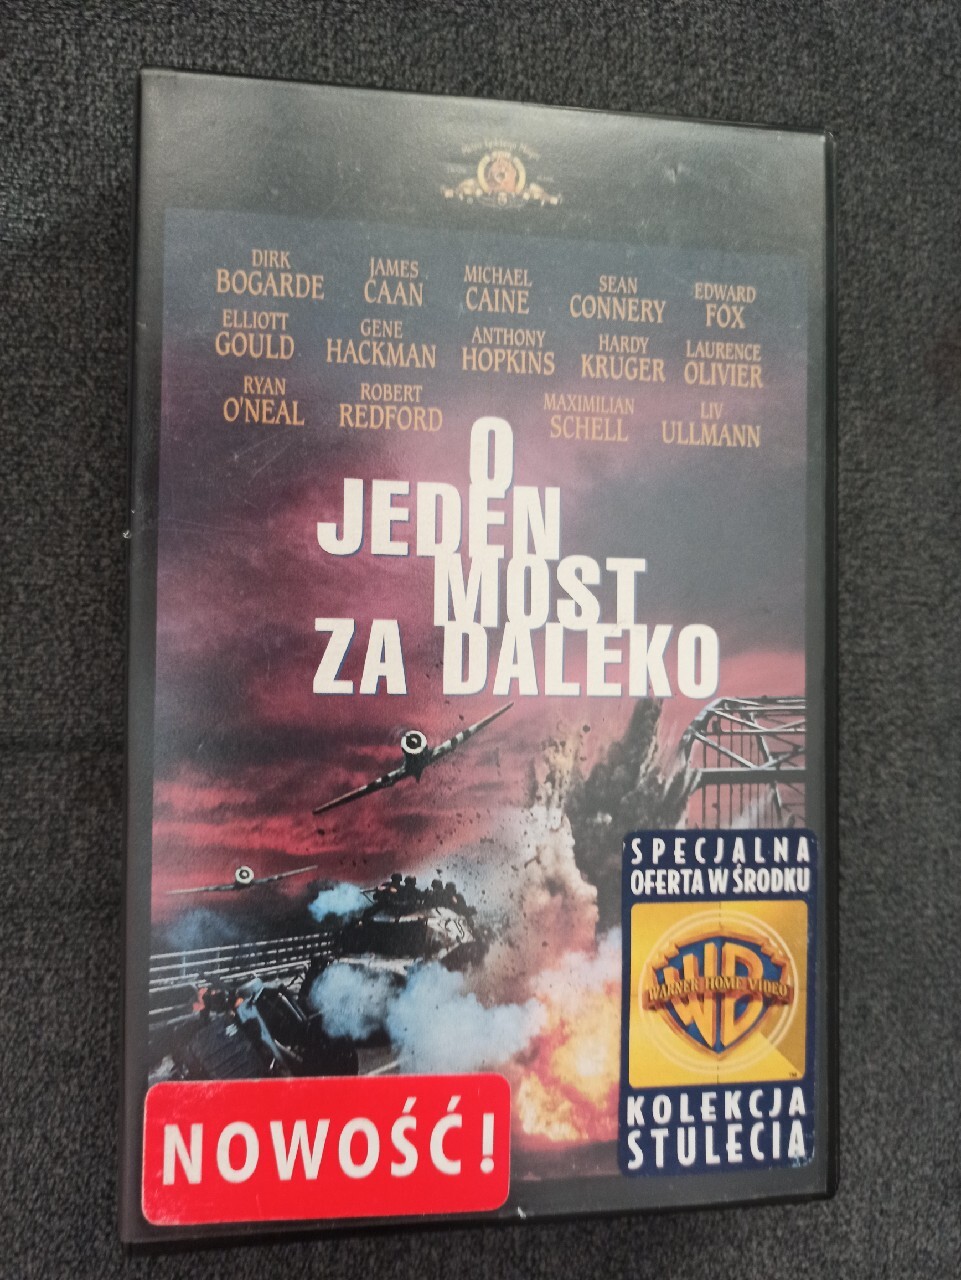 DIRK BOGARDE
JAMES CAAN
MICHAEL CAINE
SEAN CONNERY
EDWARD FOX
ELLIOTT GOULD
GENE HACKMAN
ANTHONY HOPKINS
HARDY KRUGER
LAURENCE OLIVIER
RYAN O'NEAL
ROBERT REDFORD
MAXIMILIAN SCHELL
LIV ULLMANN
O
JEDEN
MOST
ZA DALEKO
SPECJALNA
OFERTA W ŚRODKU
WB
WARNER HOME VIDEO
TM
KOLEKCJA
STULECIA
NOWOŚĆ!